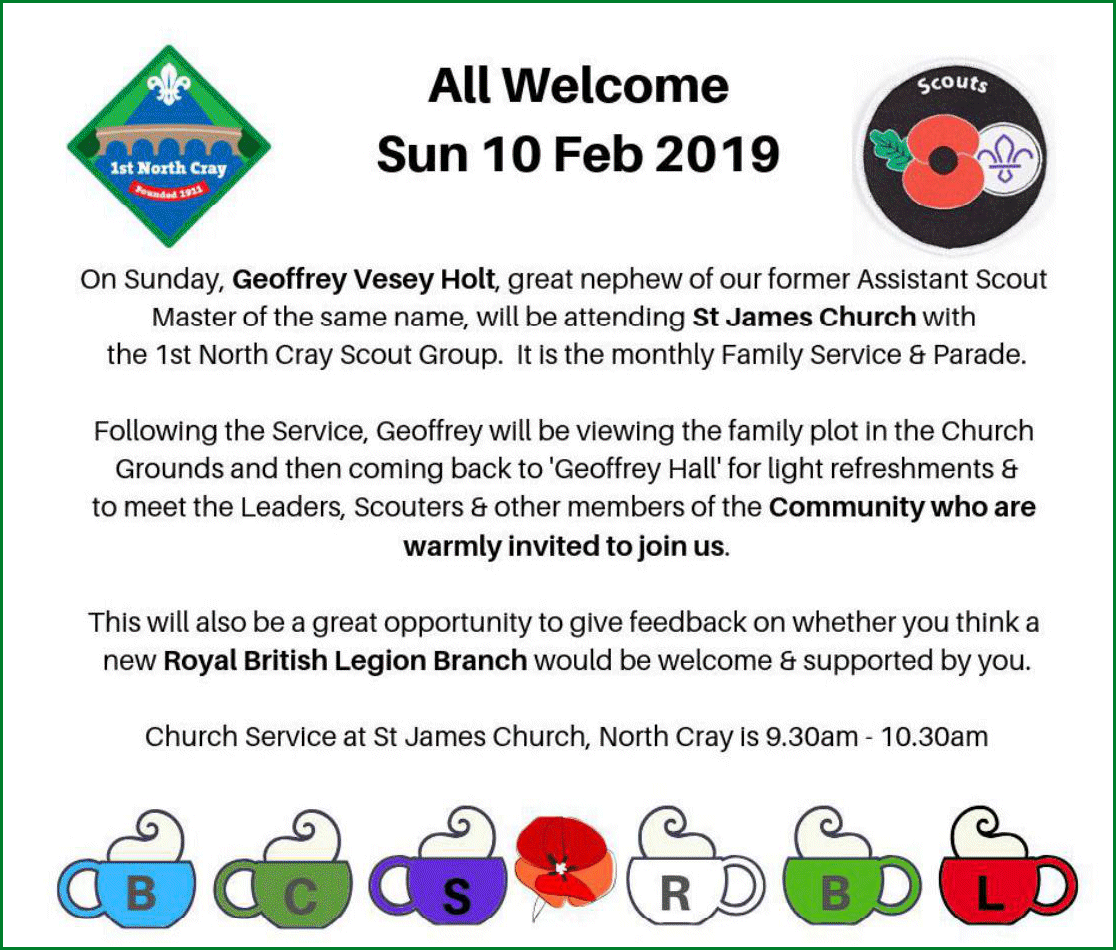 All Welcome
Sun 10 Feb 2019
1st North Cray
Founded 1911
Scouts
On Sunday, Geoffrey Vesey Holt, great nephew of our former Assistant Scout
Master of the same name, will be attending St James Church with
the 1st North Cray Scout Group. It is the monthly Family Service & Parade.
Following the Service, Geoffrey will be viewing the family plot in the Church
Grounds and then coming back to 'Geoffrey Hall' for light refreshments &
to meet the Leaders, Scouters & other members of the Community who are
warmly invited to join us.
This will also be a great opportunity to give feedback on whether you think a
new Royal British Legion Branch would be welcome & supported by you.
Church Service at St James Church, North Cray is 9.30am - 10.30am
B C S R B L